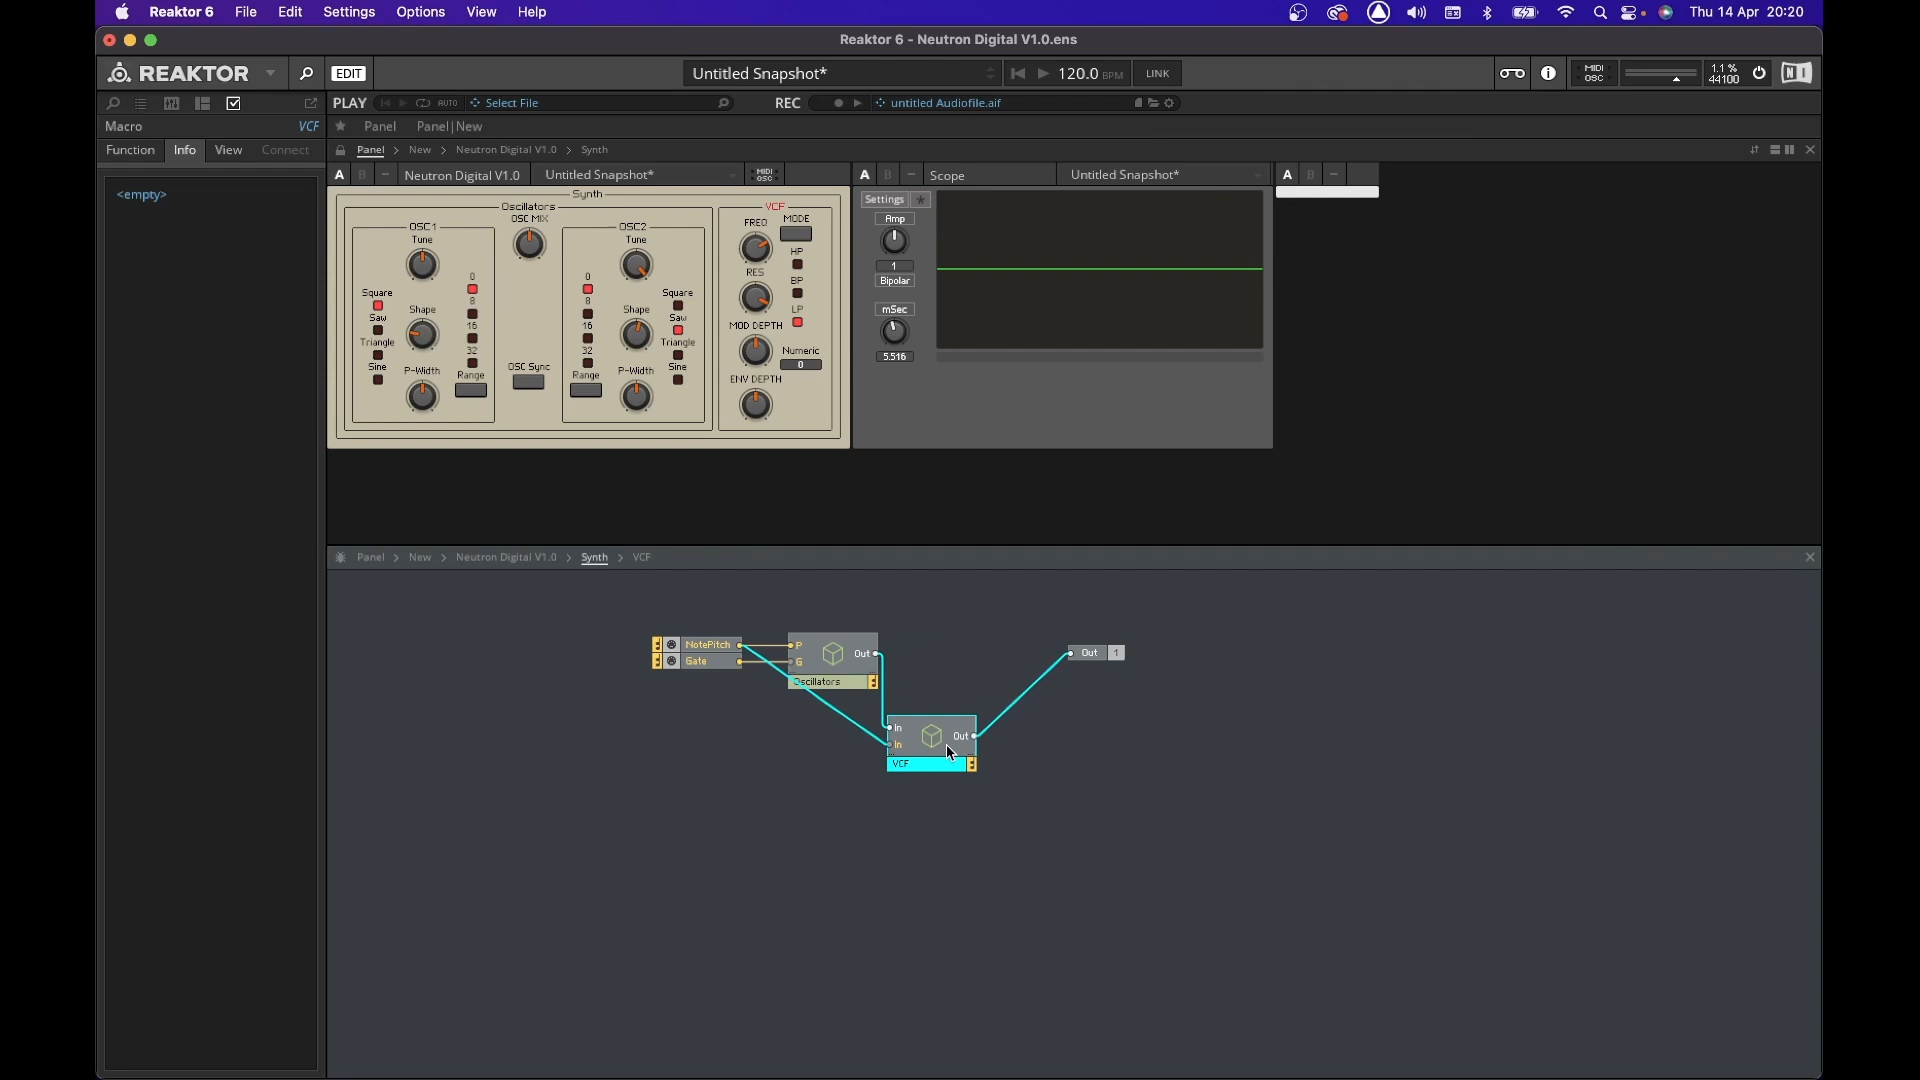 Reaktor 6 File Edit Settings Options View Help Thu 14 Apr 20:20
Reaktor 6 - Neutron Digital V1.0.ens
REAKTOR EDIT Untitled Snapshot* 120.0 BPM LINK MIDI OSC 1.1 % 44100 NI
PLAY AUTO Select File REC untitled Audiofile.aif
Macro VCF Panel Panel|New
Function Info View Connect Panel > New > Neutron Digital V1.0 > Synth
A B Neutron Digital V1.0 Untitled Snapshot* MIDI OSC A B Scope Untitled Snapshot* A B
<empty>
Synth
Oscillators
OSC MIX
OSC1
Tune
Square
Saw
Triangle
Sine
Shape
P-Width
0
8
16
32
Range
OSC Sync
OSC2
Tune
0
8
16
32
Range
Shape
P-Width
Square
Saw
Triangle
Sine
VCF
FREQ
MODE
HP
RES
BP
LP
MOD DEPTH
Numeric
0
ENV DEPTH
Settings
Amp
1
Bipolar
mSec
5.516
Panel > New > Neutron Digital V1.0 > Synth > VCF
NotePitch
Gate
P
G
Out
Oscillators
In
In
Out
VCF
Out 1